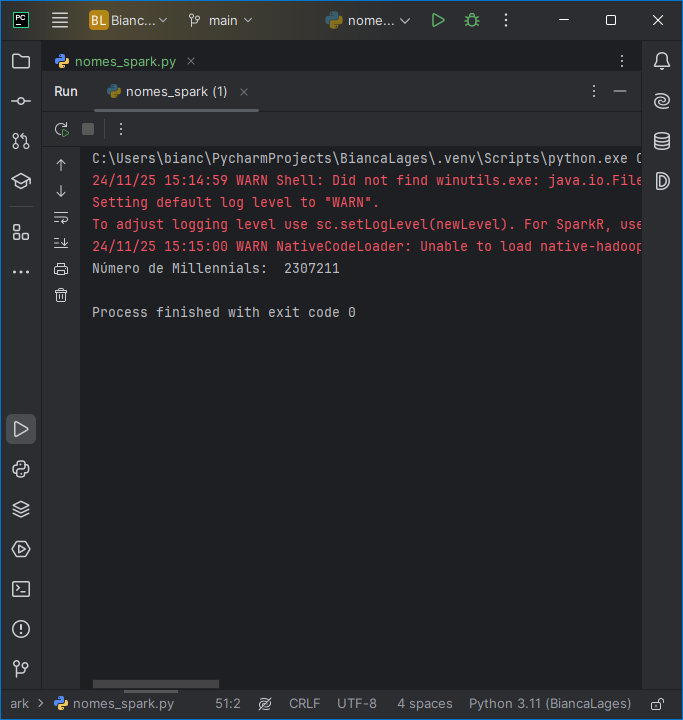 PC
BL Bianc...
main
nome...
nomes_spark.py
Run
nomes_spark (1)
C:\Users\bianc\PycharmProjects\BiancaLages\.venv\Scripts\python.exe C
24/11/25 15:14:59 WARN Shell: Did not find winutils.exe: java.io.File
Setting default log level to "WARN".
To adjust logging level use sc.setLogLevel(newLevel). For SparkR, use
24/11/25 15:15:00 WARN NativeCodeLoader: Unable to load native-hadoop
Número de Millennials:  2307211
Process finished with exit code 0
ark > nomes_spark.py
51:2
CRLF
UTF-8
4 spaces
Python 3.11 (BiancaLages)